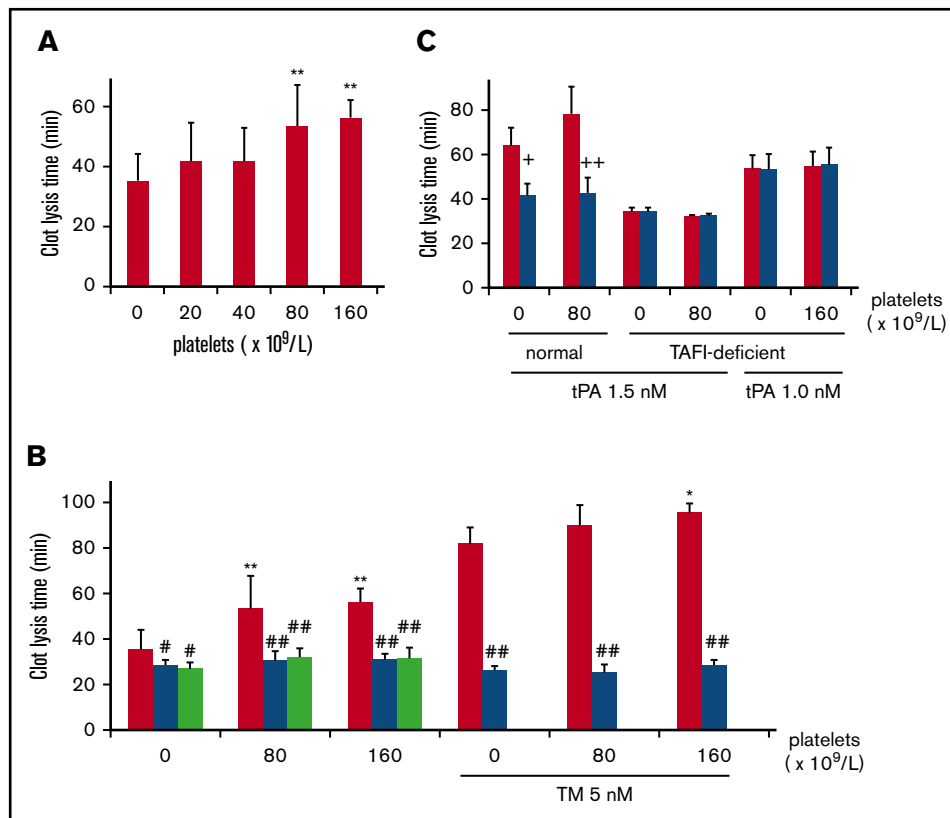 A
Clot lysis time (min)
60
40
20
0
** **
0 20 40 80 160
platelets ( x 10⁹/L)
C
Clot lysis time (min)
80
60
40
20
0
+ ++
0 80 0 80 0 160
platelets
( x 10⁹/L)
normal TAFI-deficient
tPA 1.5 nM tPA 1.0 nM
B
Clot lysis time (min)
100
80
60
40
20
0
# # ** ## ## ** ## ## ## ## * ##
0 80 160 0 80 160
platelets
( x 10⁹/L)
TM 5 nM